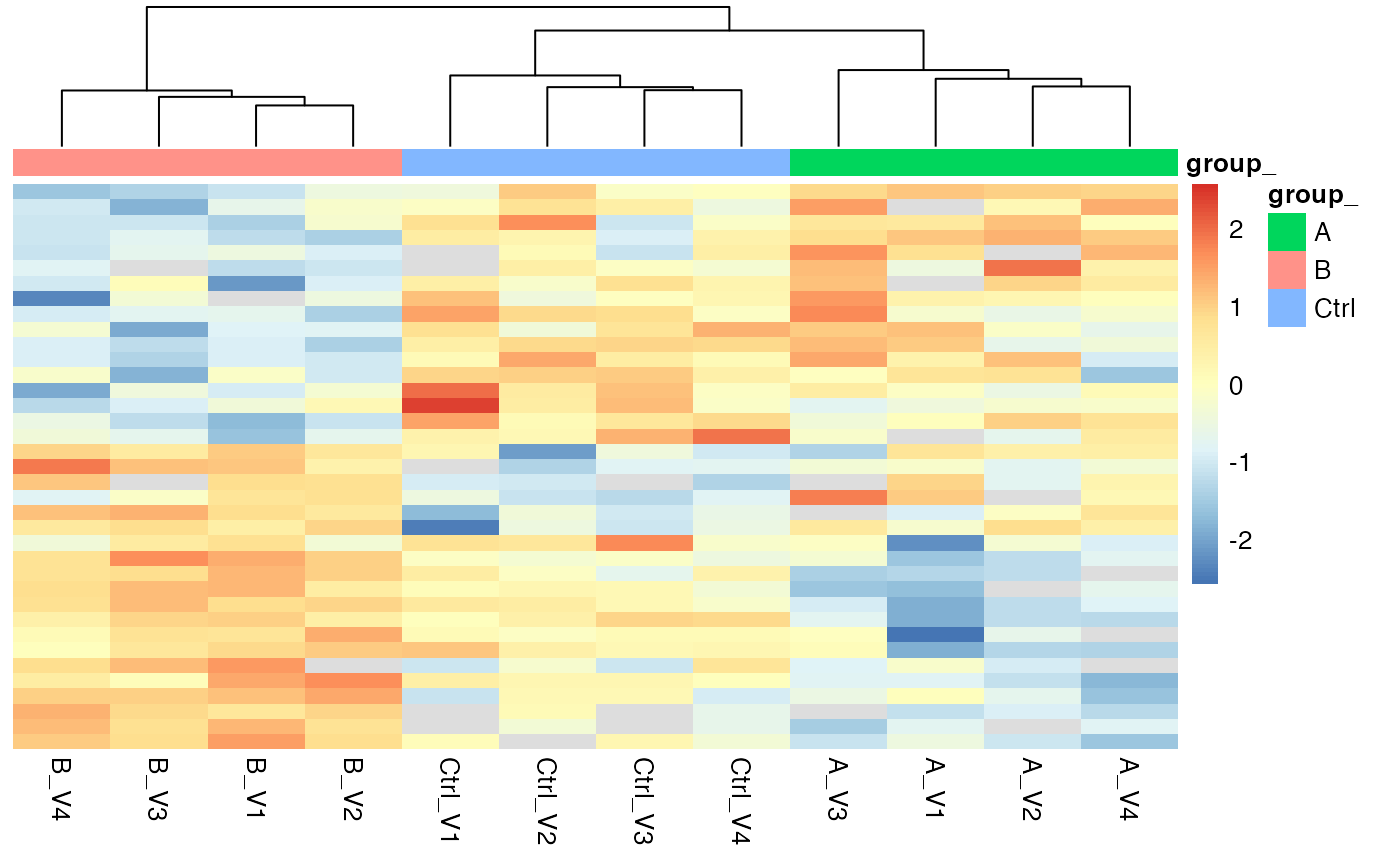 group_
group_
A
B
Ctrl
2
1
0
-1
-2
B_V4
B_V3
B_V1
B_V2
Ctrl_V1
Ctrl_V2
Ctrl_V3
Ctrl_V4
A_V3
A_V1
A_V2
A_V4